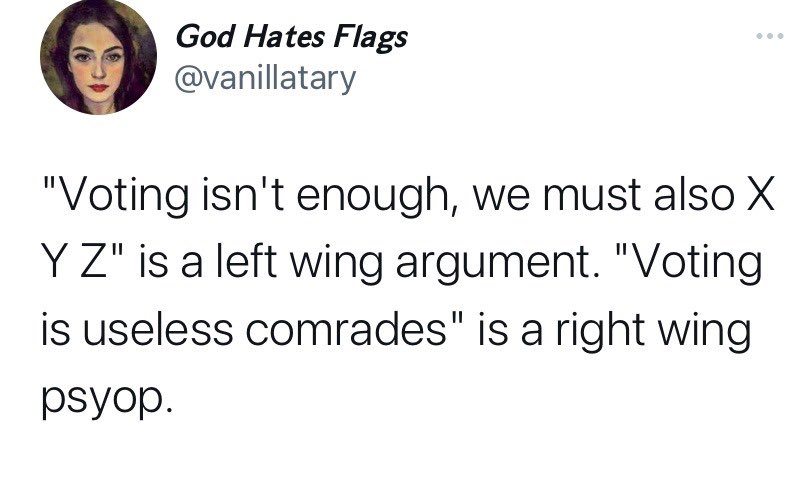 God Hates Flags
@vanillatary
"Voting isn't enough, we must also X
Y Z" is a left wing argument. "Voting
is useless comrades" is a right wing
psyop.